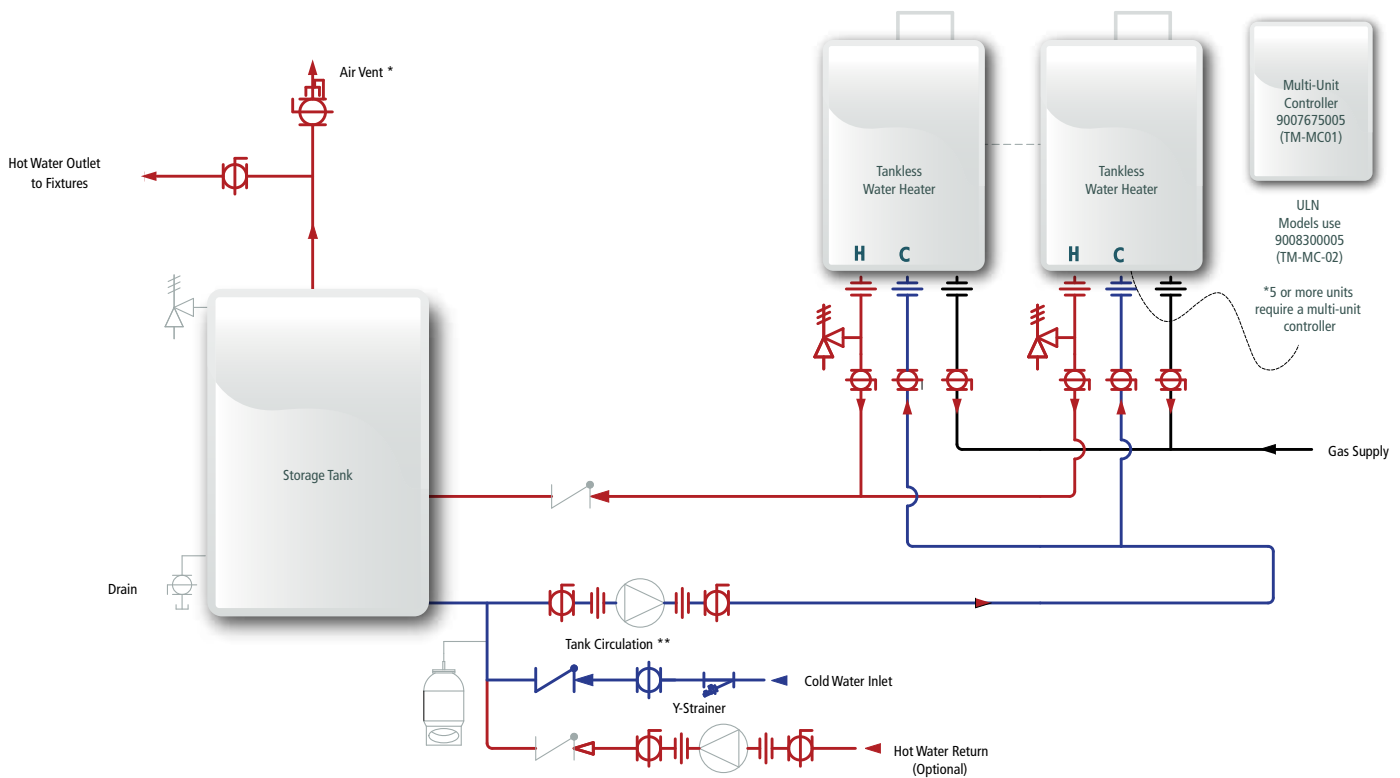 Air Vent *
Hot Water Outlet
to Fixtures
Tankless
Water Heater
H C
Tankless
Water Heater
H C
Multi-Unit
Controller
9007675005
(TM-MC01)
ULN
Models use
9008300005
(TM-MC-02)
*5 or more units
require a multi-unit
controller
Gas Supply
Storage Tank
Drain
Tank Circulation **
Cold Water Inlet
Y-Strainer
Hot Water Return
(Optional)